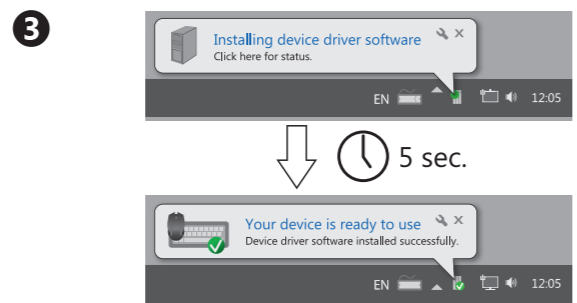 3
Installing device driver software
Click here for status.
EN 12:05
5 sec.
Your device is ready to use
Device driver software installed successfully.
EN 12:05